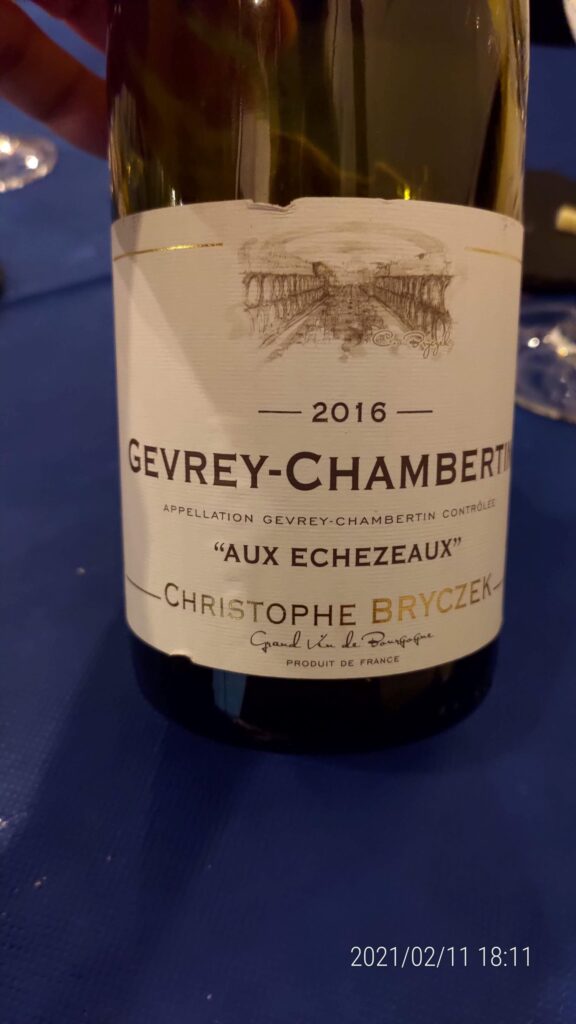 — 2016 —
GEVREY-CHAMBERTIN
APPELLATION GEVREY-CHAMBERTIN CONTRÔLÉE
"AUX ECHEZEAUX"
CHRISTOPHE BRYCZEK
Grand Vin de Bourgogne
PRODUIT DE FRANCE
2021/02/11 18:11